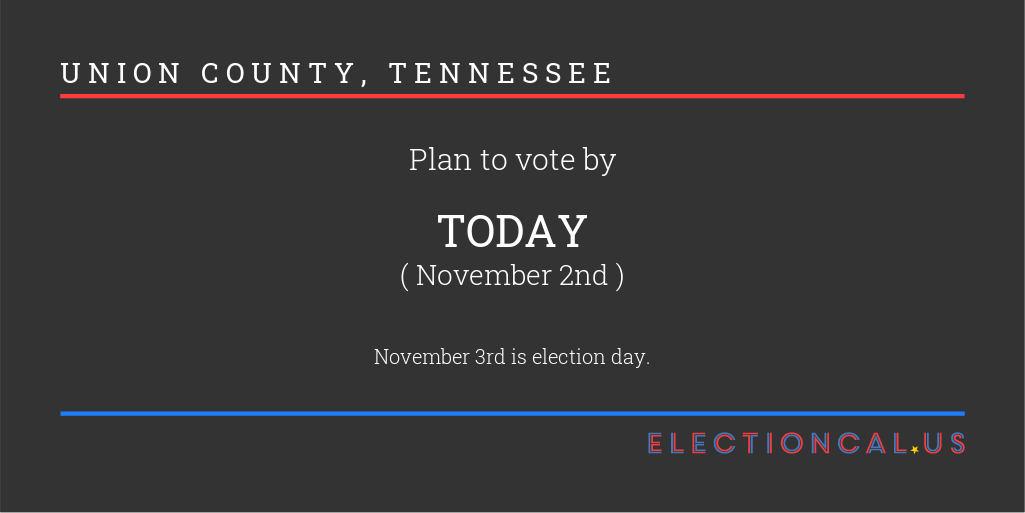 UNION COUNTY, TENNESSEE
Plan to vote by
TODAY
( November 2nd )
November 3rd is election day.
ELECTIONCAL.US